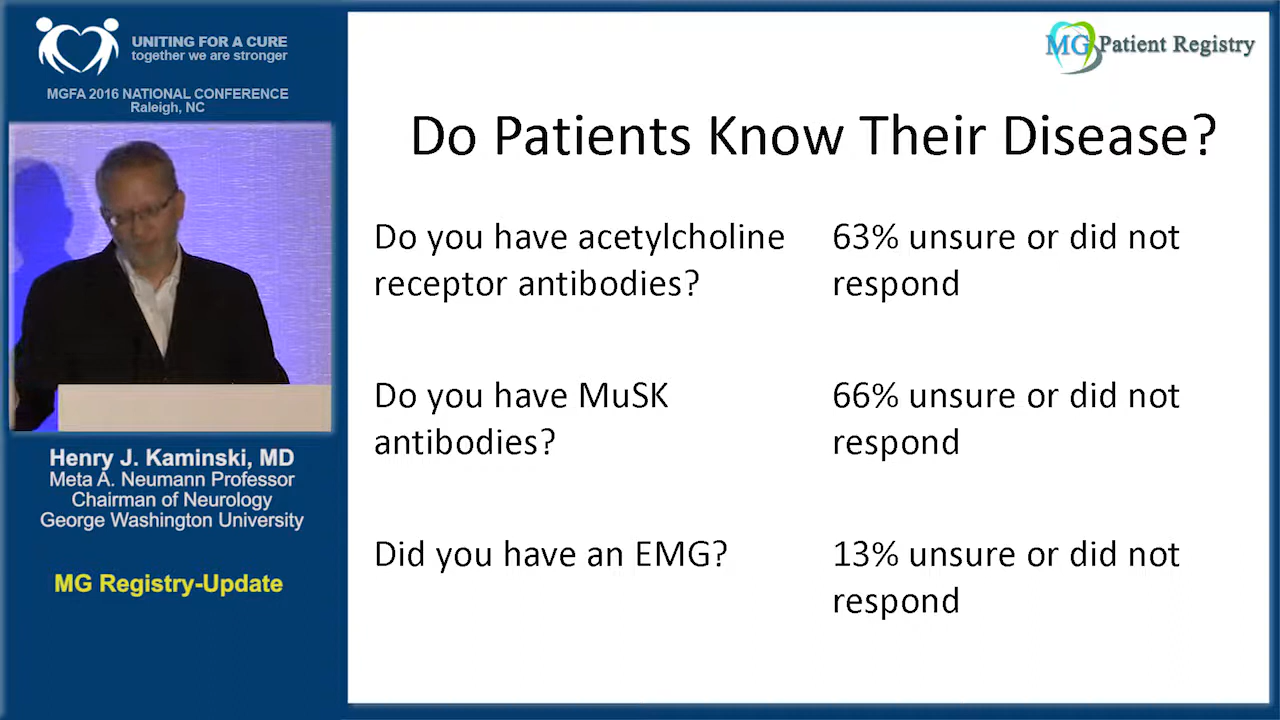 UNITING FOR A CURE
together we are stronger
MGFA 2016 NATIONAL CONFERENCE
Raleigh, NC
Henry J. Kaminski, MD
Meta A. Neumann Professor
Chairman of Neurology
George Washington University
MG Registry-Update
MG Patient Registry
Do Patients Know Their Disease?
Do you have acetylcholine
receptor antibodies?
63% unsure or did not
respond
Do you have MuSK
antibodies?
66% unsure or did not
respond
Did you have an EMG?
13% unsure or did not
respond